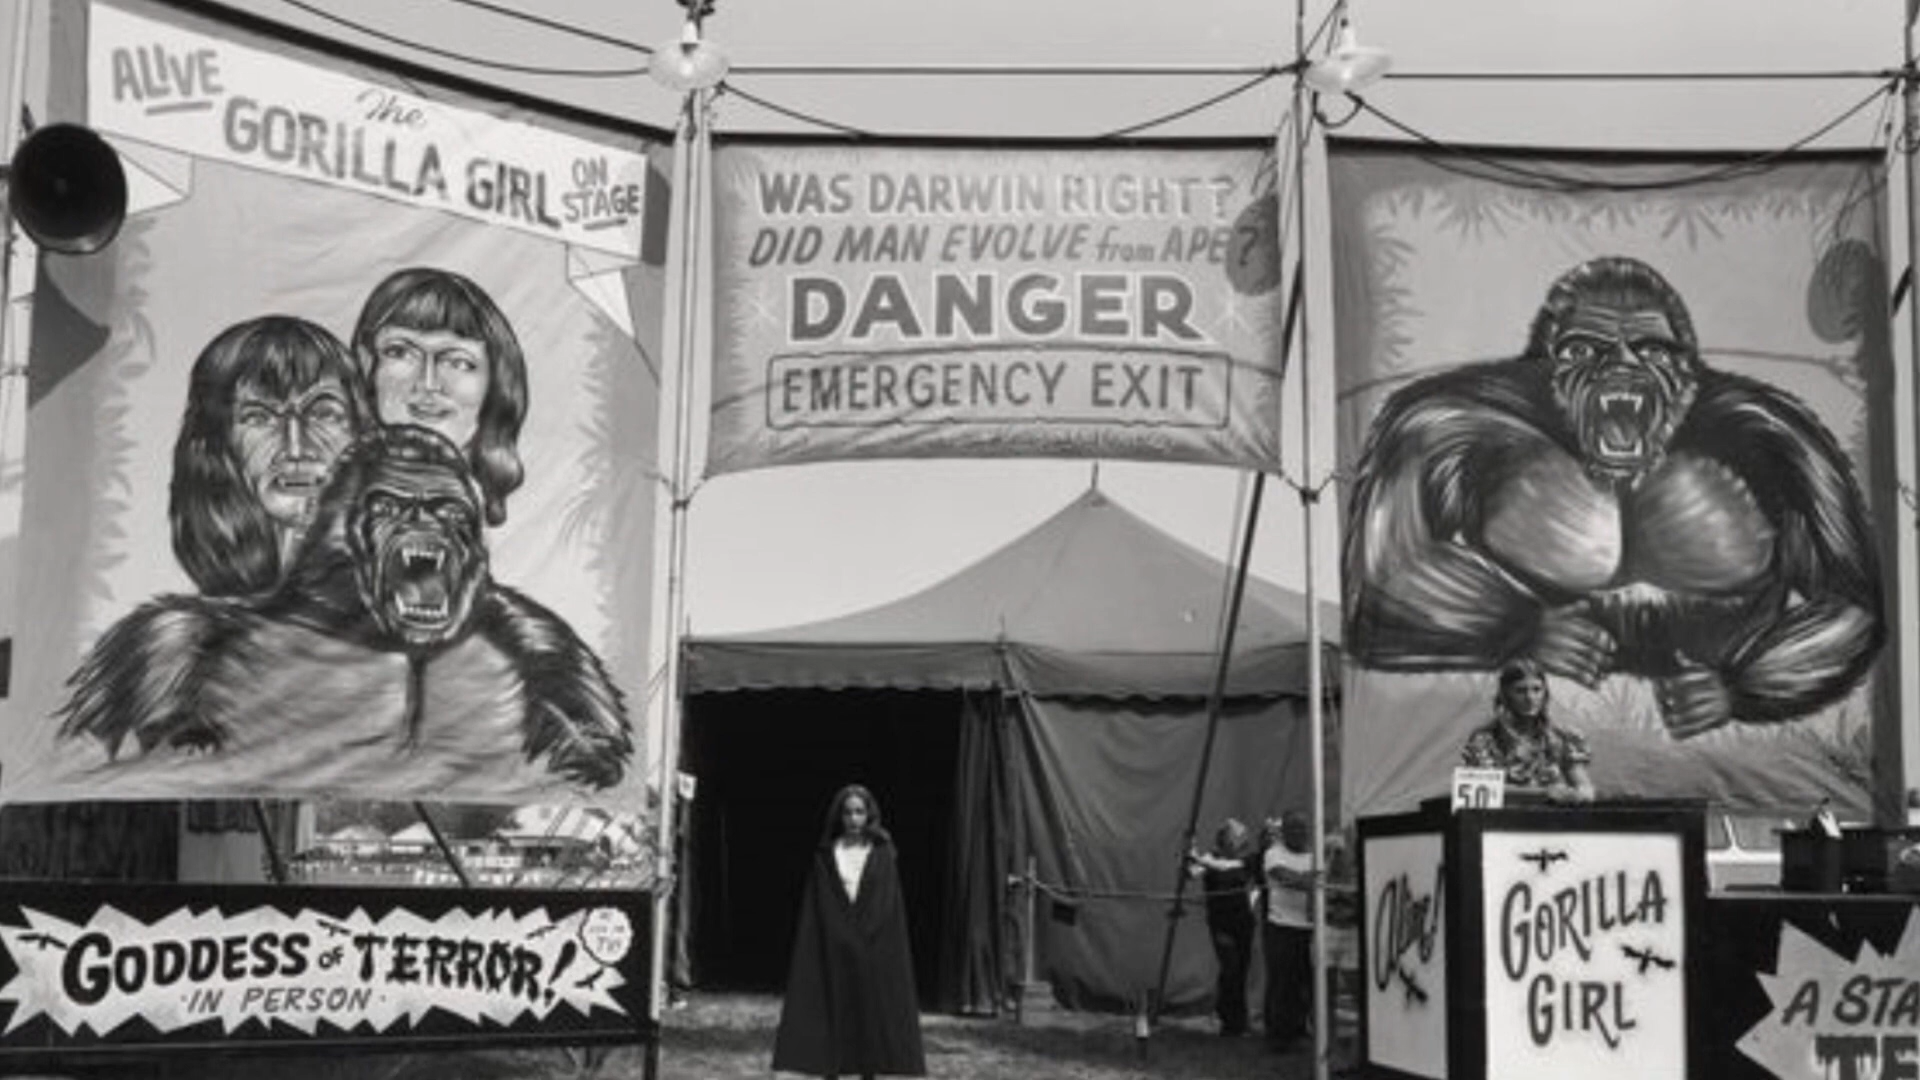 ALIVE
The
GORILLA GIRL
ON
STAGE
WAS DARWIN RIGHT?
DID MAN EVOLVE from APE?
DANGER
EMERGENCY EXIT
GODDESS OF TERROR!
·IN PERSON·
50¢
Alive!
GORILLA
GIRL
A STA
TE